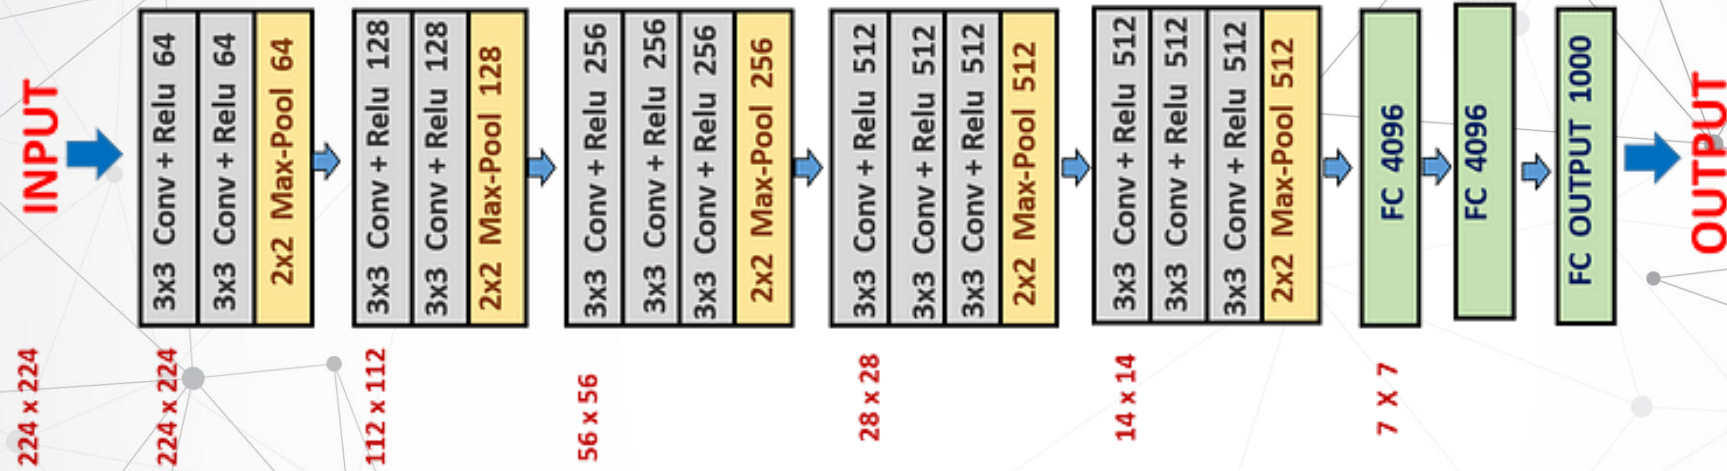 INPUT
3x3 Conv + Relu 64
3x3 Conv + Relu 64
2x2 Max-Pool 64
3x3 Conv + Relu 128
3x3 Conv + Relu 128
2x2 Max-Pool 128
3x3 Conv + Relu 256
3x3 Conv + Relu 256
3x3 Conv + Relu 256
2x2 Max-Pool 256
3x3 Conv + Relu 512
3x3 Conv + Relu 512
3x3 Conv + Relu 512
2x2 Max-Pool 512
3x3 Conv + Relu 512
3x3 Conv + Relu 512
3x3 Conv + Relu 512
2x2 Max-Pool 512
FC 4096
FC 4096
FC OUTPUT 1000
OUTPUT
224 x 224
224 x 224
112 x 112
56 x 56
28 x 28
14 x 14
7 X 7